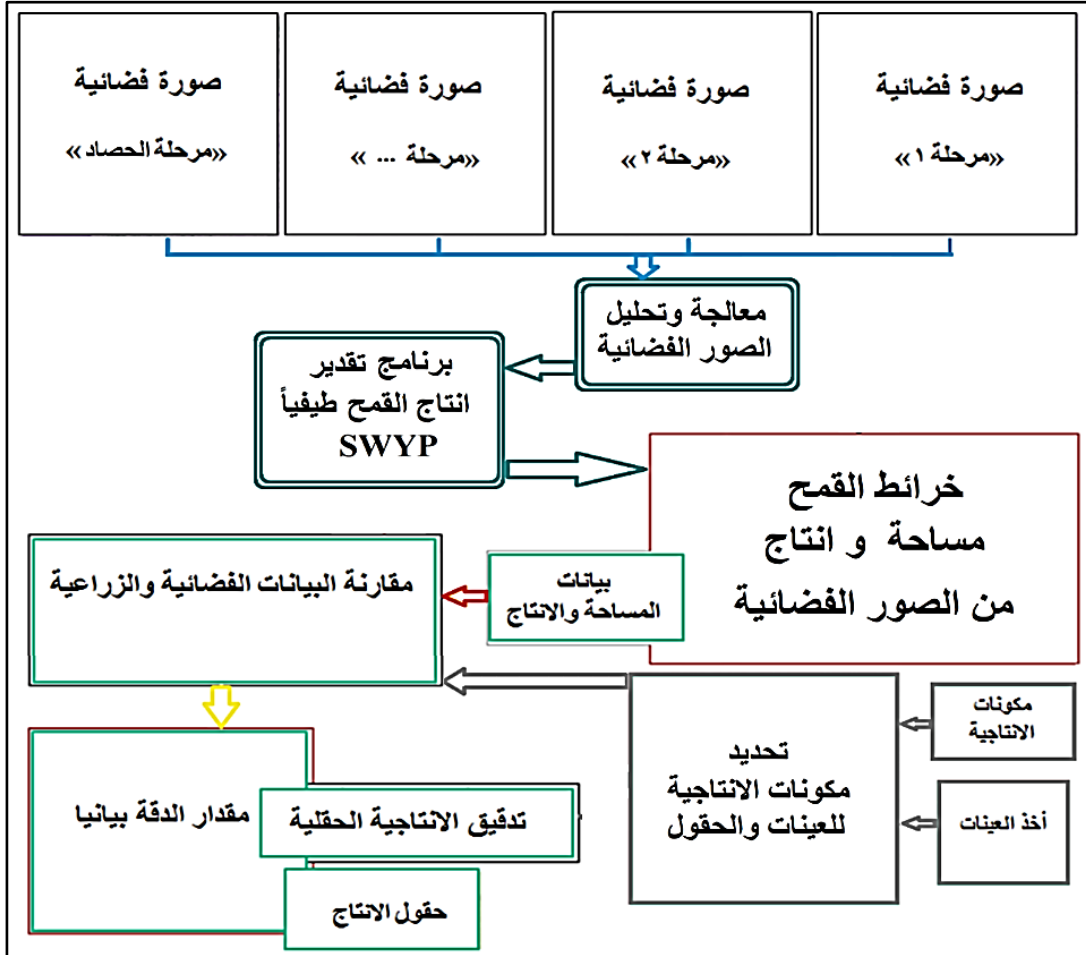 صورة فضائية
«مرحلة ١»
صورة فضائية
«مرحلة ٢»
صورة فضائية
«مرحلة ... »
صورة فضائية
«مرحلة الحصاد»
معالجة وتحليل
الصور الفضائية
برنامج تقدير
انتاج القمح طيفياً
SWYP
خرائط القمح
مساحة و انتاج
من الصور الفضائية
بيانات
المساحة والانتاج
مقارنة البيانات الفضائية والزراعية
مكونات
الانتاجية
أخذ العينات
تحديد
مكونات الانتاجية
للعينات والحقول
مقدار الدقة بيانيا
تدقيق الانتاجية الحقلية
حقول الانتاج